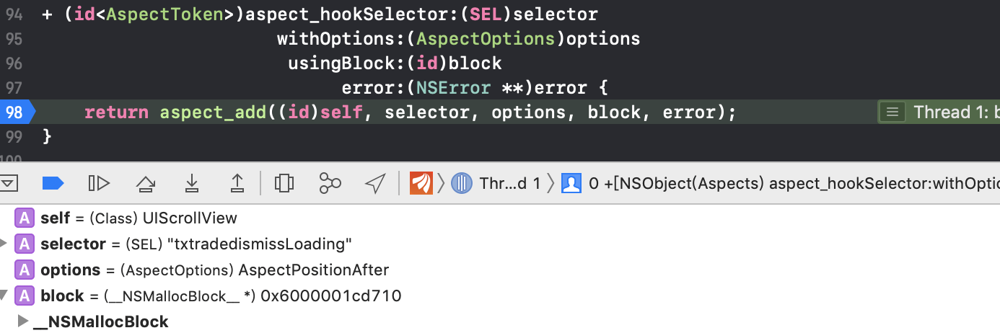 94 + (id<AspectToken>)aspect_hookSelector:(SEL)selector
95 withOptions:(AspectOptions)options
96 usingBlock:(id)block
97 error:(NSError **)error {
98 return aspect_add((id)self, selector, options, block, error); Thread 1: b
99 }
100
Thr...d 1 0 +[NSObject(Aspects) aspect_hookSelector:withOptio
A self = (Class) UIScrollView
A selector = (SEL) "txtradedismissLoading"
A options = (AspectOptions) AspectPositionAfter
A block = (__NSMallocBlock__ *) 0x6000001cd710
__NSMallocBlock